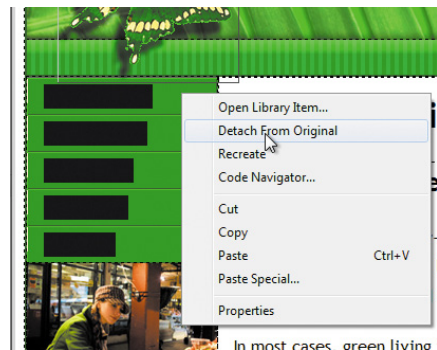 Open Library Item...
Detach From Original
Recreate
Code Navigator...
Cut
Copy
Paste Ctrl+V
Paste Special...
Properties
In most cases, green living